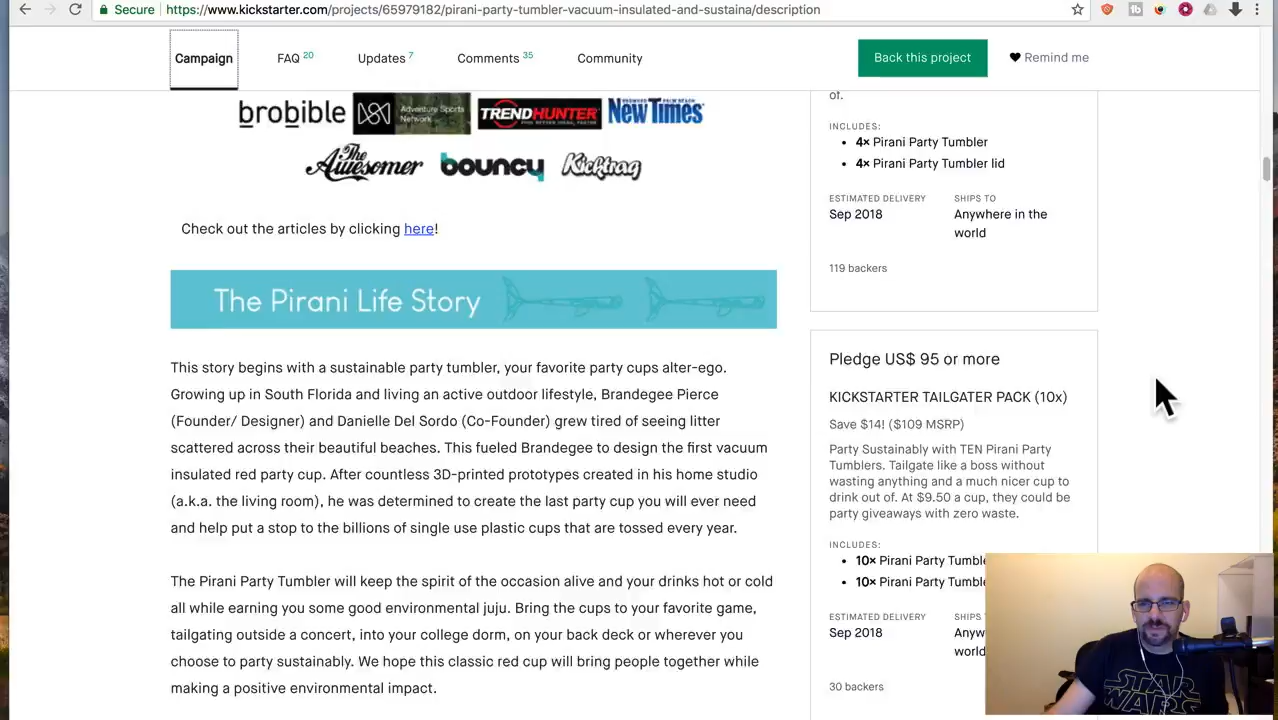 Secure https://www.kickstarter.com/projects/65979182/pirani-party-tumbler-vacuum-insulated-and-sustaina/description
Campaign FAQ 20 Updates 7 Comments 35 Community Back this project Remind me
brobible Adventure Sports Network TRENDHUNTER New Times
The Awesomer bouncy Kicktraq
Check out the articles by clicking here!
The Pirani Life Story
This story begins with a sustainable party tumbler, your favorite party cups alter-ego.
Growing up in South Florida and living an active outdoor lifestyle, Brandegee Pierce
(Founder/ Designer) and Danielle Del Sordo (Co-Founder) grew tired of seeing litter
scattered across their beautiful beaches. This fueled Brandegee to design the first vacuum
insulated red party cup. After countless 3D-printed prototypes created in his home studio
(a.k.a. the living room), he was determined to create the last party cup you will ever need
and help put a stop to the billions of single use plastic cups that are tossed every year.
The Pirani Party Tumbler will keep the spirit of the occasion alive and your drinks hot or cold
all while earning you some good environmental juju. Bring the cups to your favorite game,
tailgating outside a concert, into your college dorm, on your back deck or wherever you
choose to party sustainably. We hope this classic red cup will bring people together while
making a positive environmental impact.
of.
INCLUDES:
• 4× Pirani Party Tumbler
• 4× Pirani Party Tumbler lid
ESTIMATED DELIVERY SHIPS TO
Sep 2018 Anywhere in the
world
119 backers
Pledge US$ 95 or more
KICKSTARTER TAILGATER PACK (10x)
Save $14! ($109 MSRP)
Party Sustainably with TEN Pirani Party
Tumblers. Tailgate like a boss without
wasting anything and a much nicer cup to
drink out of. At $9.50 a cup, they could be
party giveaways with zero waste.
INCLUDES:
• 10× Pirani Party Tumble
• 10× Pirani Party Tumble
ESTIMATED DELIVERY SHIPS
Sep 2018 Anyw
world
30 backers
STAR
WARS